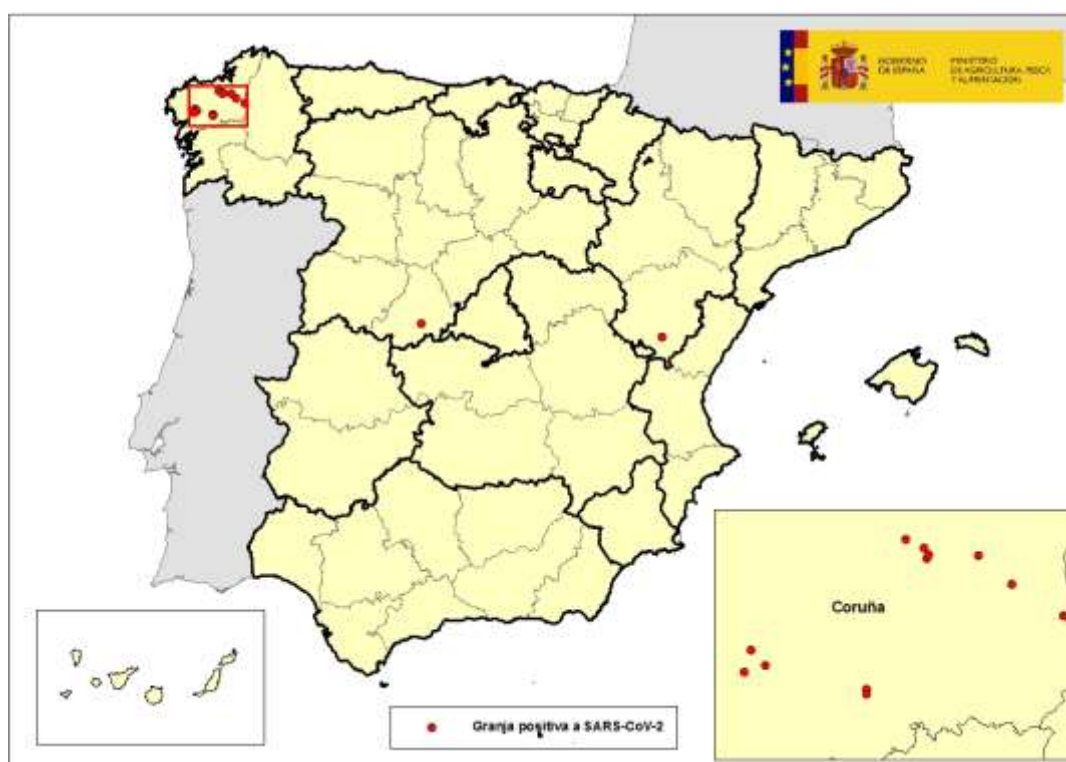 GOBIERNO
DE ESPAÑA
MINISTERIO
DE AGRICULTURA, PESCA
Y ALIMENTACIÓN
Coruña
Granja positiva a SARS-CoV-2